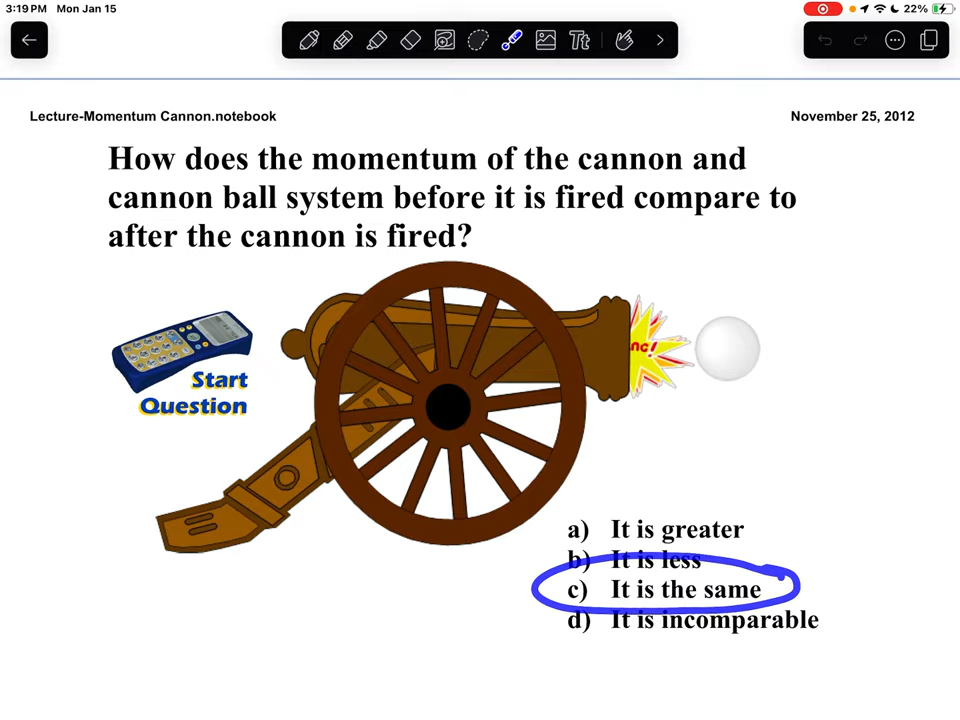 3:19 PM Mon Jan 15
22%
Tt
Lecture-Momentum Cannon.notebook
November 25, 2012
How does the momentum of the cannon and
cannon ball system before it is fired compare to
after the cannon is fired?
Start
Question
a) It is greater
b) It is less
c) It is the same
d) It is incomparable